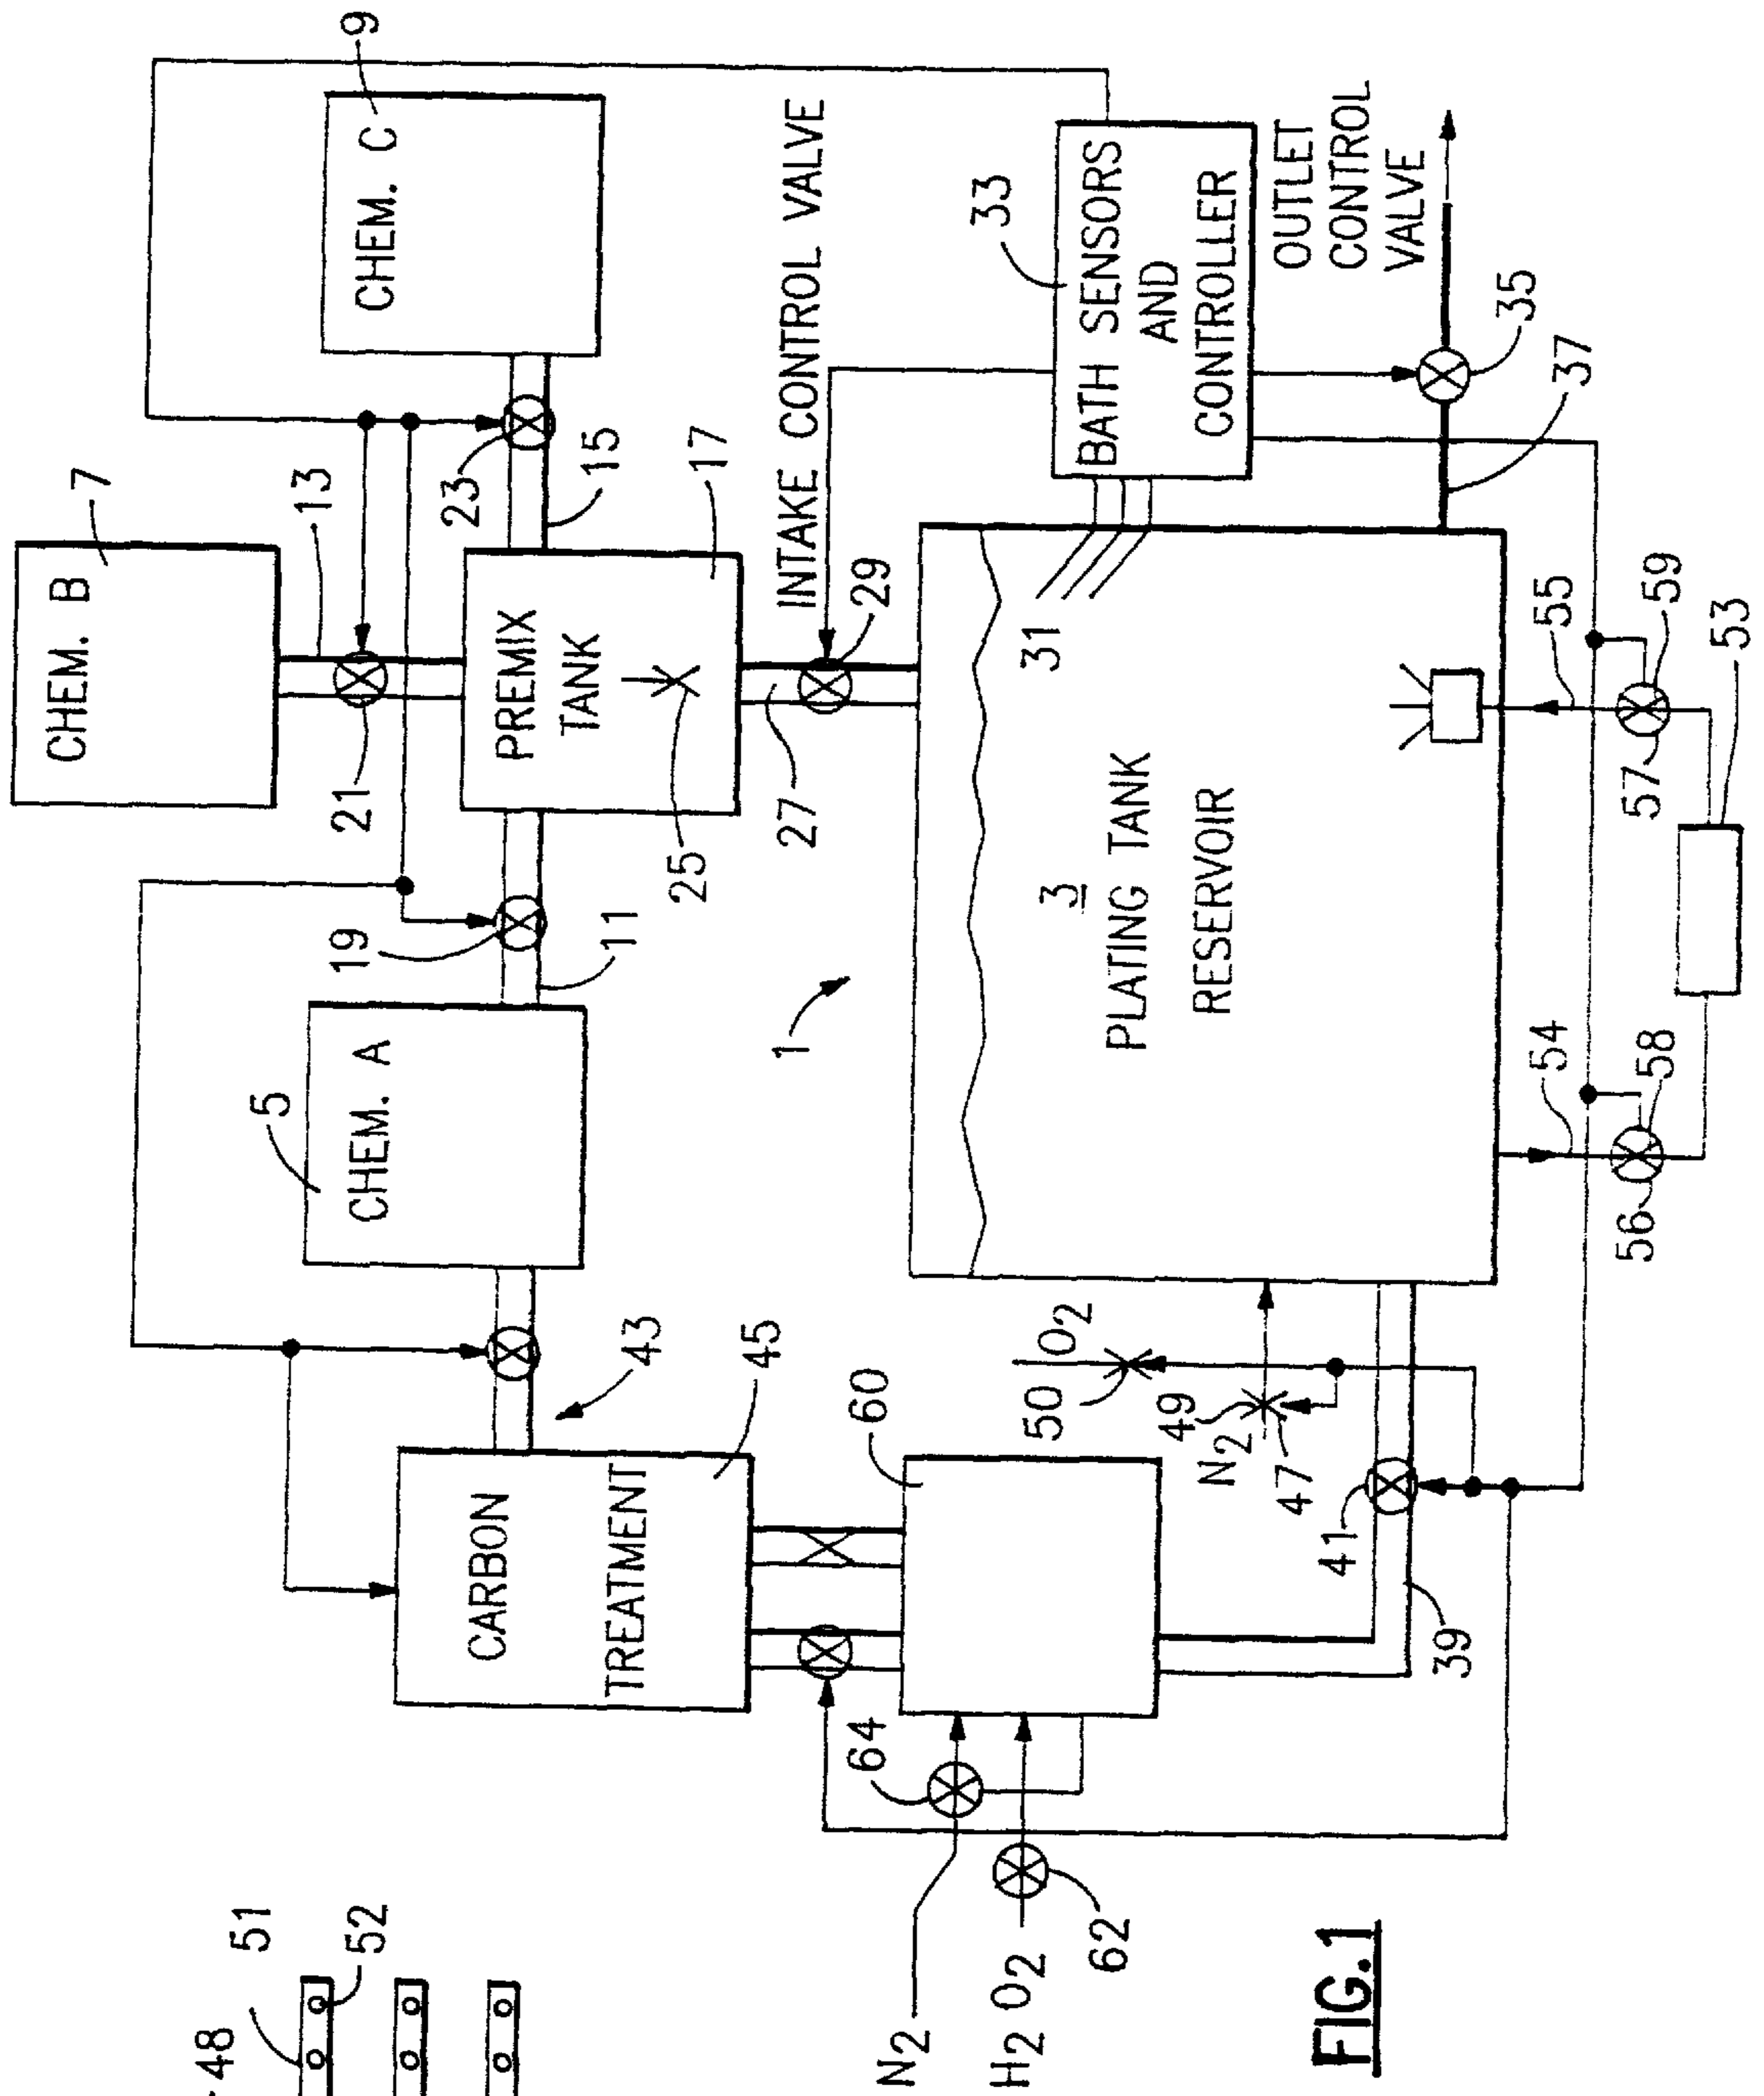 CHEM. B
7
CHEM. C
9
13
21
23
15
5
CHEM. A
19
11
PREMIX
TANK
17
25
27
29
INTAKE CONTROL VALVE
43
CARBON
TREATMENT
45
1
3
PLATING TANK
RESERVOIR
31
33
BATH SENSORS
AND
CONTROLLER
OUTLET
CONTROL
VALVE
35
37
60
64
N2
H2 O2
62
50
O2
49
N2
47
41
39
54
56
58
55
57
59
53
48
51
52
FIG.1